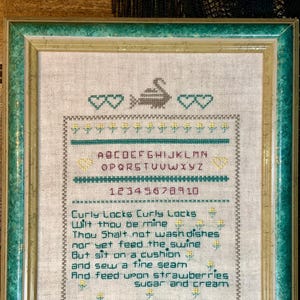 ABCDEFGHIJKLMN
OPQRSTUVWXYZ
12345678910
Curly Locks Curly Locks
Wilt thou be mine
Thou Shalt not wash dishes
nor yet feed the swine
But sit on a cushion
and sew a fine seam
And feed upon strawberries
sugar and cream